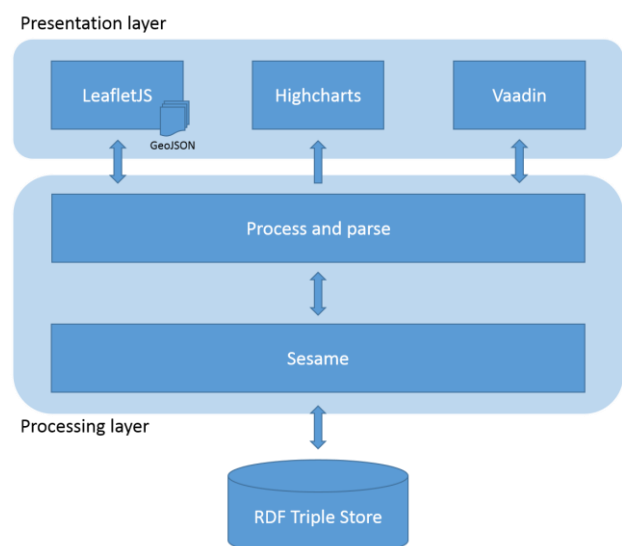 Presentation layer
LeafletJS
Highcharts
Vaadin
GeoJSON
Process and parse
Sesame
Processing layer
RDF Triple Store